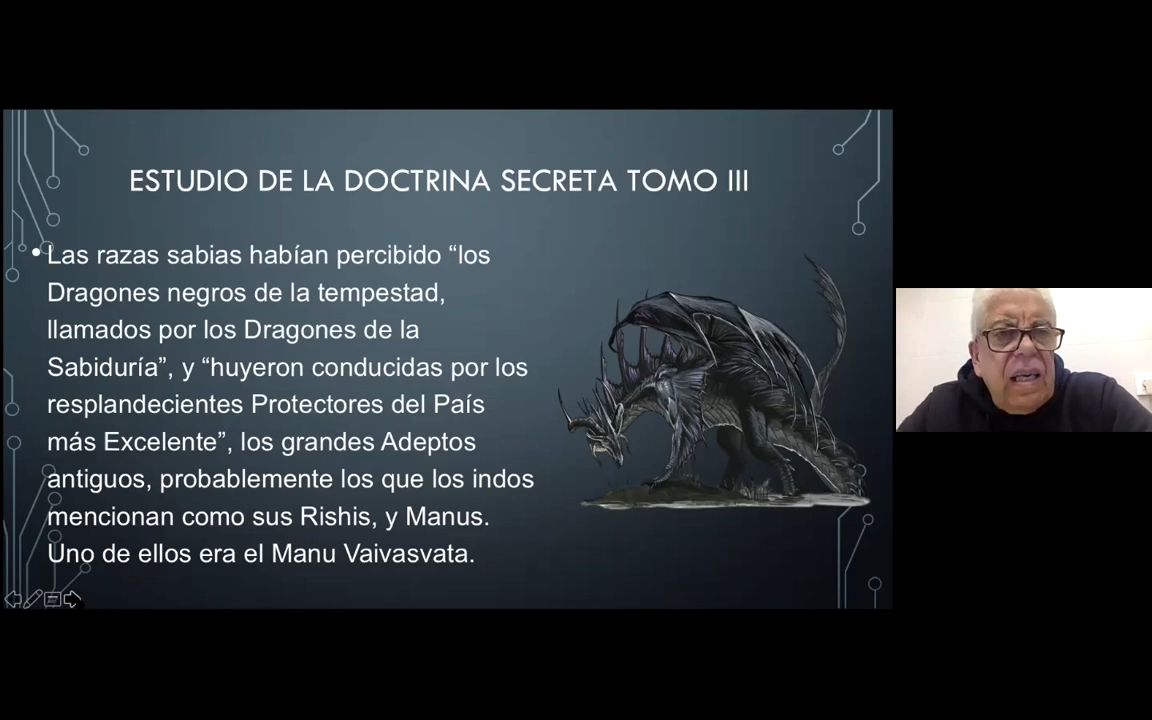 ESTUDIO DE LA DOCTRINA SECRETA TOMO III
• Las razas sabias habían percibido “los
Dragones negros de la tempestad,
llamados por los Dragones de la
Sabiduría”, y “huyeron conducidas por los
resplandecientes Protectores del País
más Excelente”, los grandes Adeptos
antiguos, probablemente los que los indos
mencionan como sus Rishis, y Manus.
Uno de ellos era el Manu Vaivasvata.